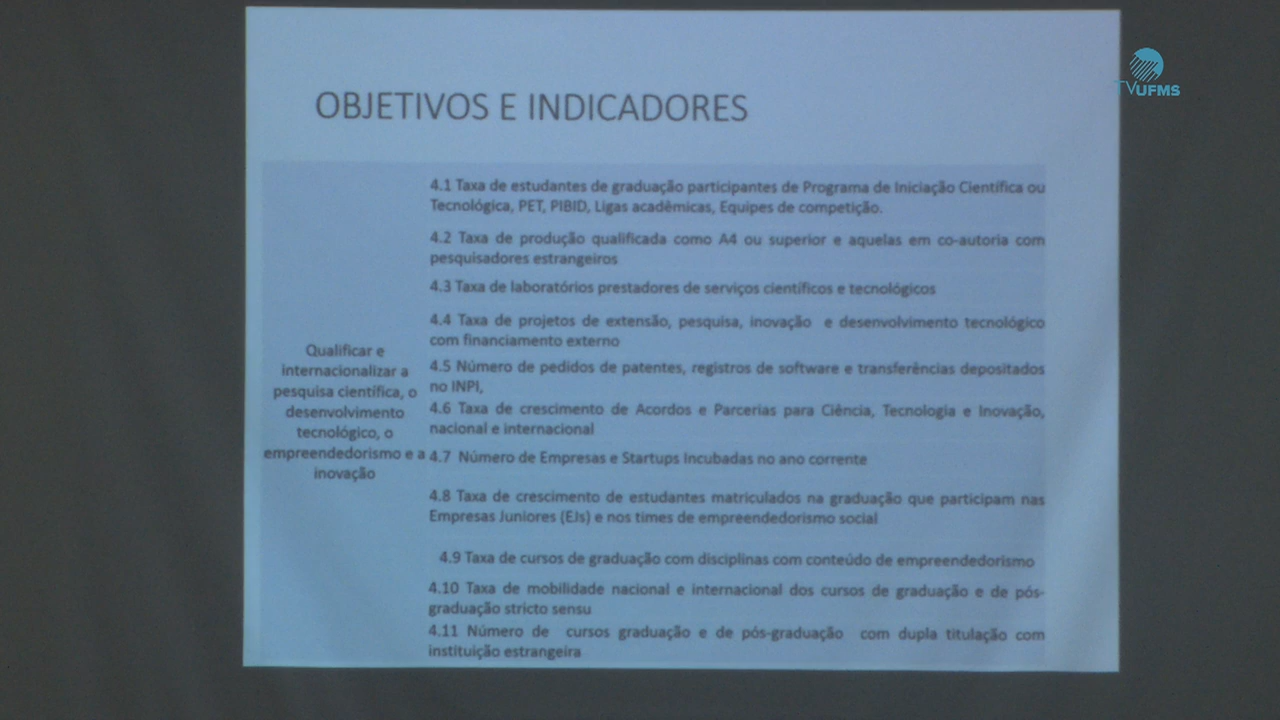 TVUFMS
OBJETIVOS E INDICADORES
4.1 Taxa de estudantes de graduação participantes de Programa de Iniciação Científica ou
Tecnológica, PET, PIBID, Ligas acadêmicas, Equipes de competição.
4.2 Taxa de produção qualificada como A4 ou superior e aquelas em co-autoria com
pesquisadores estrangeiros
4.3 Taxa de laboratórios prestadores de serviços científicos e tecnológicos
4.4 Taxa de projetos de extensão, pesquisa, inovação e desenvolvimento tecnológico
com financiamento externo
Qualificar e
internacionalizar a
pesquisa científica, o
desenvolvimento
tecnológico, o
empreendedorismo e a
inovação
4.5 Número de pedidos de patentes, registros de software e transferências depositados
no INPI,
4.6 Taxa de crescimento de Acordos e Parcerias para Ciência, Tecnologia e Inovação,
nacional e internacional
4.7 Número de Empresas e Startups Incubadas no ano corrente
4.8 Taxa de crescimento de estudantes matriculados na graduação que participam nas
Empresas Juniores (EJs) e nos times de empreendedorismo social
4.9 Taxa de cursos de graduação com disciplinas com conteúdo de empreendedorismo
4.10 Taxa de mobilidade nacional e internacional dos cursos de graduação e de pós-
graduação stricto sensu
4.11 Número de cursos graduação e de pós-graduação com dupla titulação com
instituição estrangeira